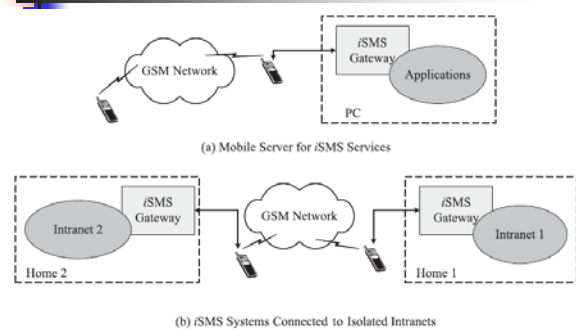 iSMS
Gateway
GSM Network
Applications
PC
(a) Mobile Server for iSMS Services
iSMS
Gateway
GSM Network
iSMS
Gateway
Intranet 2
Intranet 1
Home 2
Home 1
(b) iSMS Systems Connected to Isolated Intranets